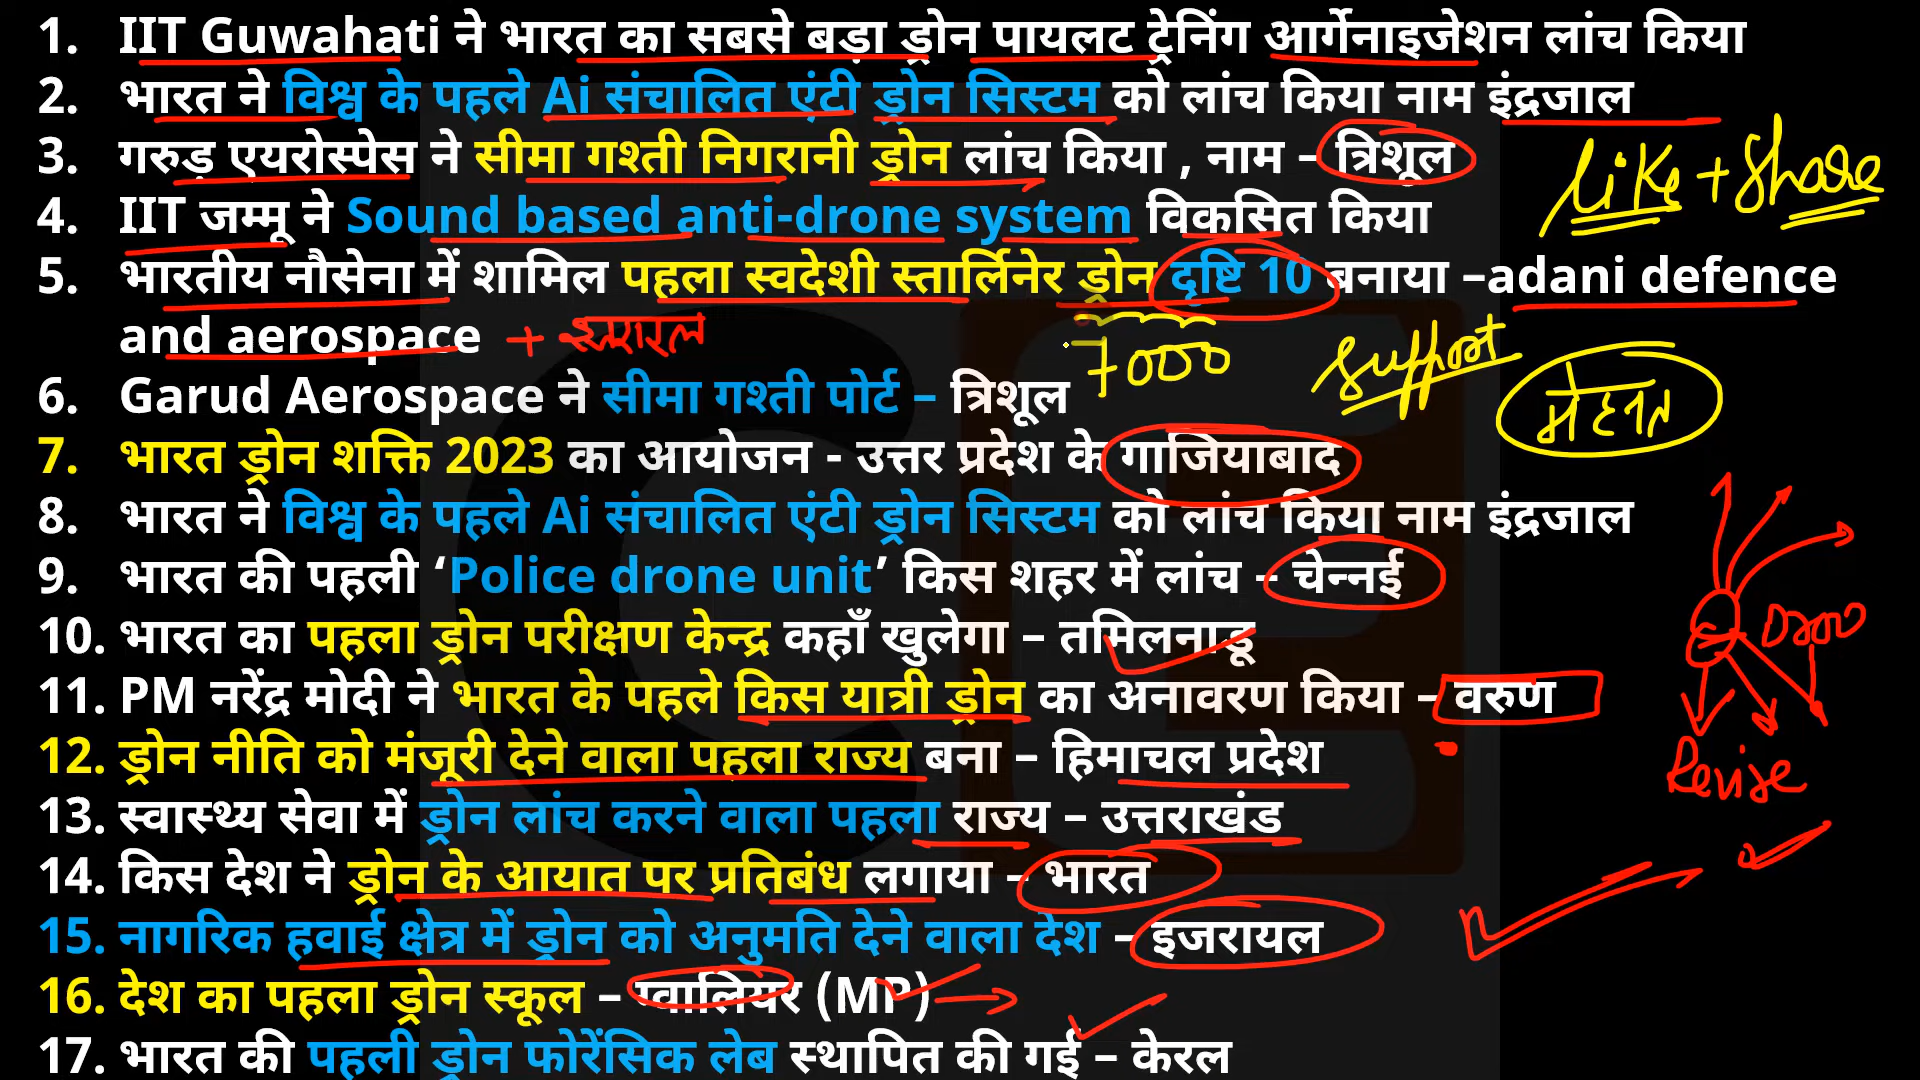 1. IIT Guwahati ने भारत का सबसे बड़ा ड्रोन पायलट ट्रेनिंग आर्गेनाइजेशन लांच किया
2. भारत ने विश्व के पहले Ai संचालित एंटी ड्रोन सिस्टम को लांच किया नाम इंद्रजाल
3. गरुड़ एयरोस्पेस ने सीमा गश्ती निगरानी ड्रोन लांच किया , नाम – त्रिशूल
Like + Share
4. IIT जम्मू ने Sound based anti-drone system विकसित किया
5. भारतीय नौसेना में शामिल पहला स्वदेशी स्तार्लिनेर ड्रोन दृष्टि 10 बनाया –adani defence
and aerospace +
7000
Support
मेहनत
6. Garud Aerospace ने सीमा गश्ती पोर्ट – त्रिशूल
7. भारत ड्रोन शक्ति 2023 का आयोजन - उत्तर प्रदेश के गाजियाबाद
8. भारत ने विश्व के पहले Ai संचालित एंटी ड्रोन सिस्टम को लांच किया नाम इंद्रजाल
9. भारत की पहली ‘Police drone unit’ किस शहर में लांच – चेन्नई
10. भारत का पहला ड्रोन परीक्षण केन्द्र कहाँ खुलेगा – तमिलनाडू
11. PM नरेंद्र मोदी ने भारत के पहले किस यात्री ड्रोन का अनावरण किया – वरुण
12. ड्रोन नीति को मंजूरी देने वाला पहला राज्य बना – हिमाचल प्रदेश
Revise
13. स्वास्थ्य सेवा में ड्रोन लांच करने वाला पहला राज्य – उत्तराखंड
14. किस देश ने ड्रोन के आयात पर प्रतिबंध लगाया – भारत
15. नागरिक हवाई क्षेत्र में ड्रोन को अनुमति देने वाला देश – इजरायल
16. देश का पहला ड्रोन स्कूल – ग्वालियर (MP)
17. भारत की पहली ड्रोन फोरेंसिक लेब स्थापित की गई – केरल